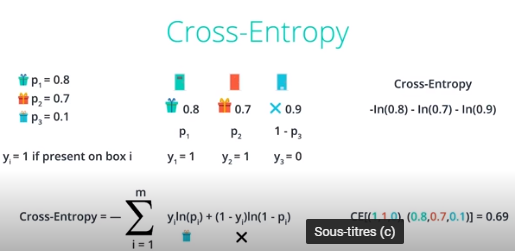 Cross-Entropy
p₁ = 0.8
p₂ = 0.7
p₃ = 0.1
yᵢ = 1 if present on box i
0.8 0.7 0.9
p₁ p₂ 1 - p₃
y₁ = 1 y₂ = 1 y₃ = 0
Cross-Entropy
-ln(0.8) - ln(0.7) - ln(0.9)
Cross-Entropy = — ∑ yᵢln(pᵢ) + (1 - yᵢ)ln(1 - pᵢ)
m
i = 1
CE[(1,1,0), (0.8,0.7,0.1)] = 0.69
Sous-titres (c)